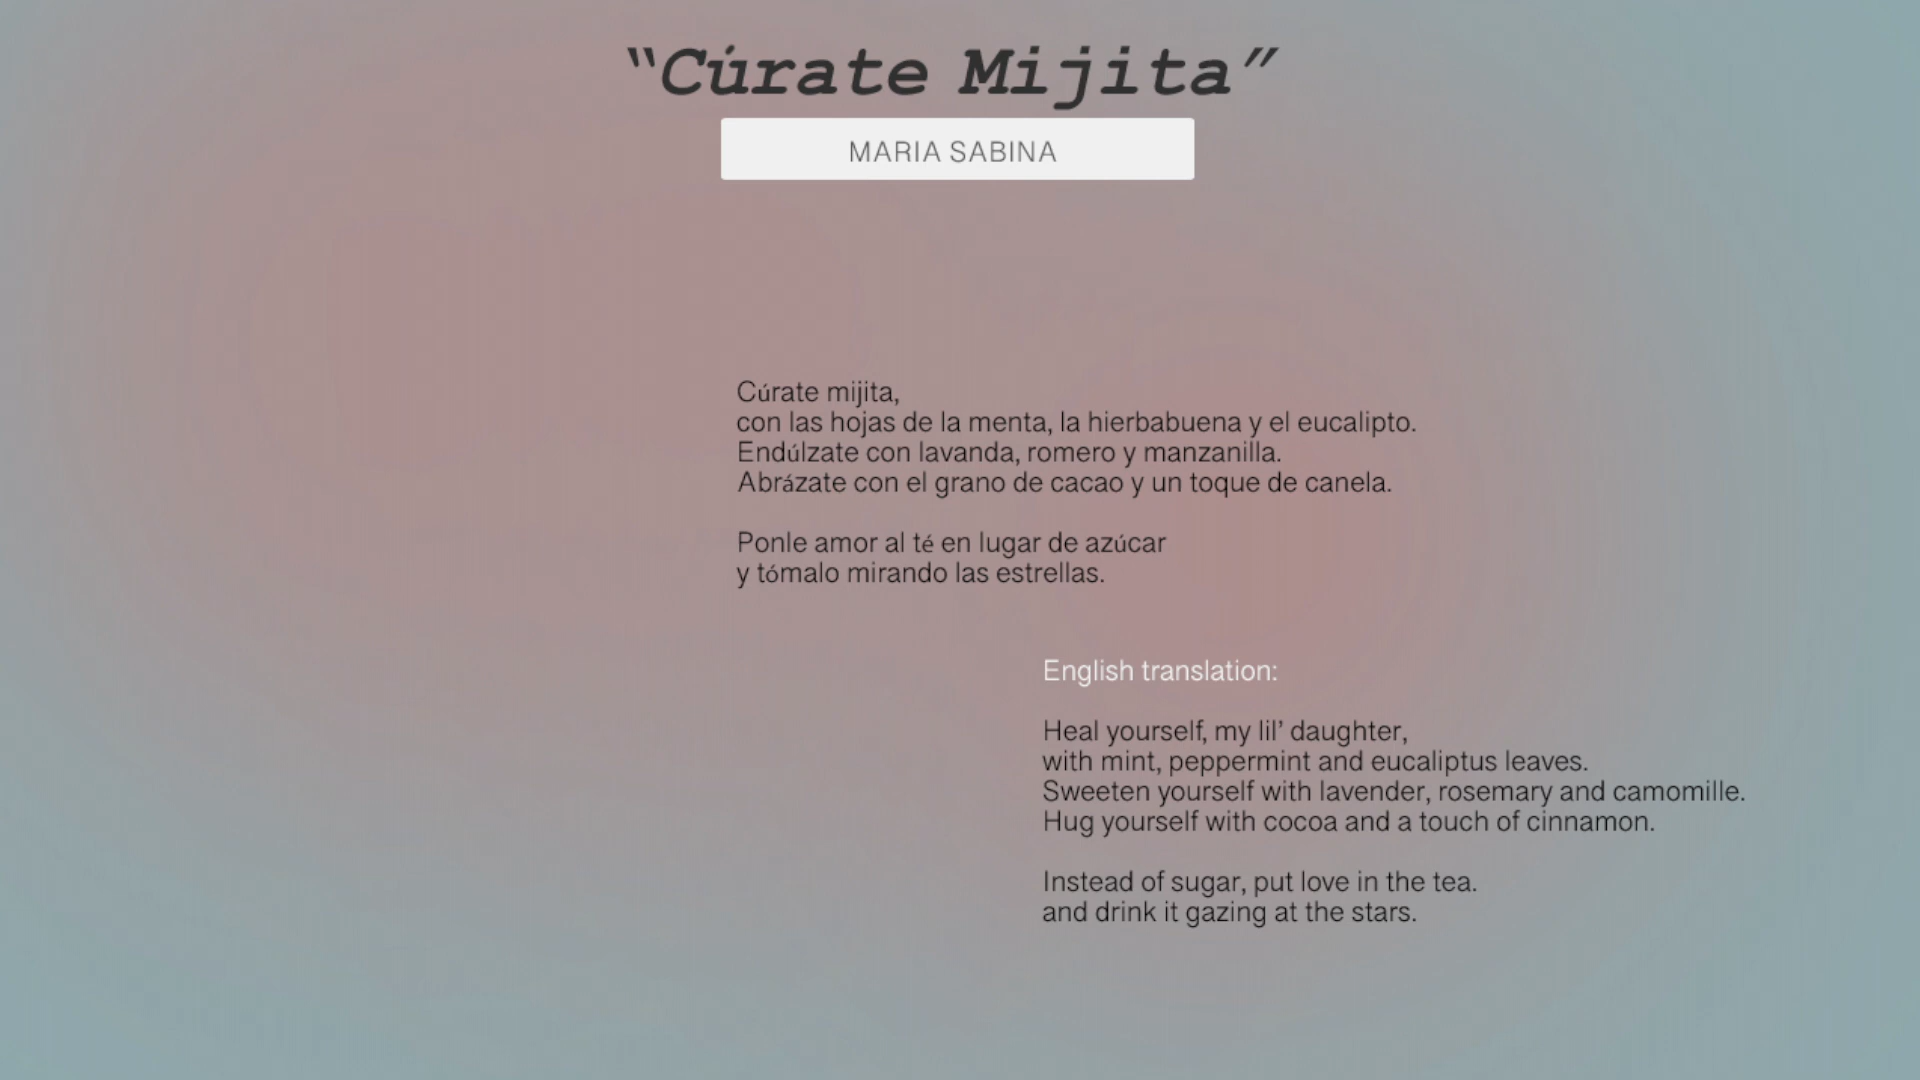 “Cúrate Mijita”
MARIA SABINA
Cúrate mijita,
con las hojas de la menta, la hierbabuena y el eucalipto.
Endúlzate con lavanda, romero y manzanilla.
Abrázate con el grano de cacao y un toque de canela.
Ponle amor al té en lugar de azúcar
y tómalo mirando las estrellas.
English translation:
Heal yourself, my lil’ daughter,
with mint, peppermint and eucaliptus leaves.
Sweeten yourself with lavender, rosemary and camomille.
Hug yourself with cocoa and a touch of cinnamon.
Instead of sugar, put love in the tea.
and drink it gazing at the stars.